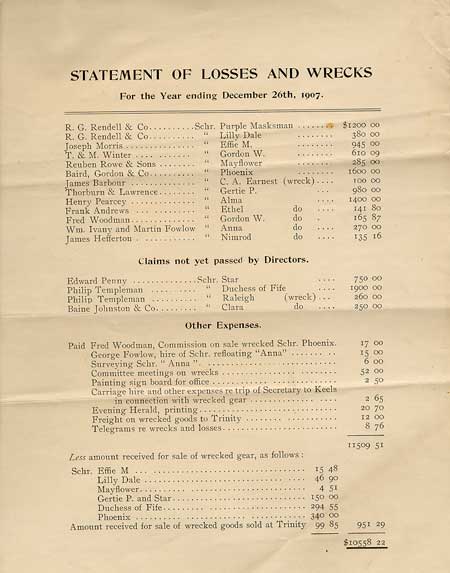 STATEMENT OF LOSSES AND WRECKS
For the Year ending December 26th, 1907.
R. G. Rendell & Co.......... Schr. Purple Masksman ........ $1200 00
R. G. Rendell & Co.......... " Lilly Dale ........ 380 00
Joseph Morris .............. " Effie M. ........ 945 00
T. & M. Winter ............ " Gordon W. ........ 610 09
Reuben Rowe & Sons ........ " Mayflower ........ 285 00
Baird, Gordon & Co.......... " Phoenix ........ 1600 00
James Barbour .............. " C. A. Earnest (wreck).... 100 00
Thorburn & Lawrence........ " Gertie P. ........ 980 00
Henry Pearcey .............. " Alma .... 1400 00
Frank Andrews .............. " Ethel do .... 141 80
Fred Woodman .............. " Gordon W. do . 165 87
Wm. Ivany and Martin Fowlow " Anna do .... 270 00
James Hefferton ............ " Nimrod do .... 135 16
Claims not yet passed by Directors.
Edward Penny .............. Schr. Star .... 750 00
Philip Templeman .......... " Duchess of Fife .... 1900 00
Philip Templeman .......... " Raleigh (wreck) ... 260 00
Baine Johnston & Co........ " Clara do .... 250 00
Other Expenses.
Paid Fred Woodman, Commission on sale wrecked Schr. Phoenix. 17 00
George Fowlow, hire of Schr. refloating "Anna" ........ 15 00
Surveying Schr. "Anna" ........ 6 00
Committee meetings on wrecks ........ 52 00
Painting sign board for office ........ 2 50
Carriage hire and other expenses re trip of Secretary to Keels
in connection with wrecked gear ........ 2 65
Evening Herald, printing ........ 20 70
Freight on wrecked goods to Trinity ........ 12 00
Telegrams re wrecks and losses ........ 8 76
11509 51
Less amount received for sale of wrecked gear, as follows:
Schr. Effie M ........ 15 48
Lilly Dale ........ 46 90
Mayflower ........ 4 51
Gertie P. and Star ........ 150 00
Duchess of Fife ........ 294 55
Phoenix ........ 340 00
Amount received for sale of wrecked goods sold at Trinity 99 85 951 29
$10558 22